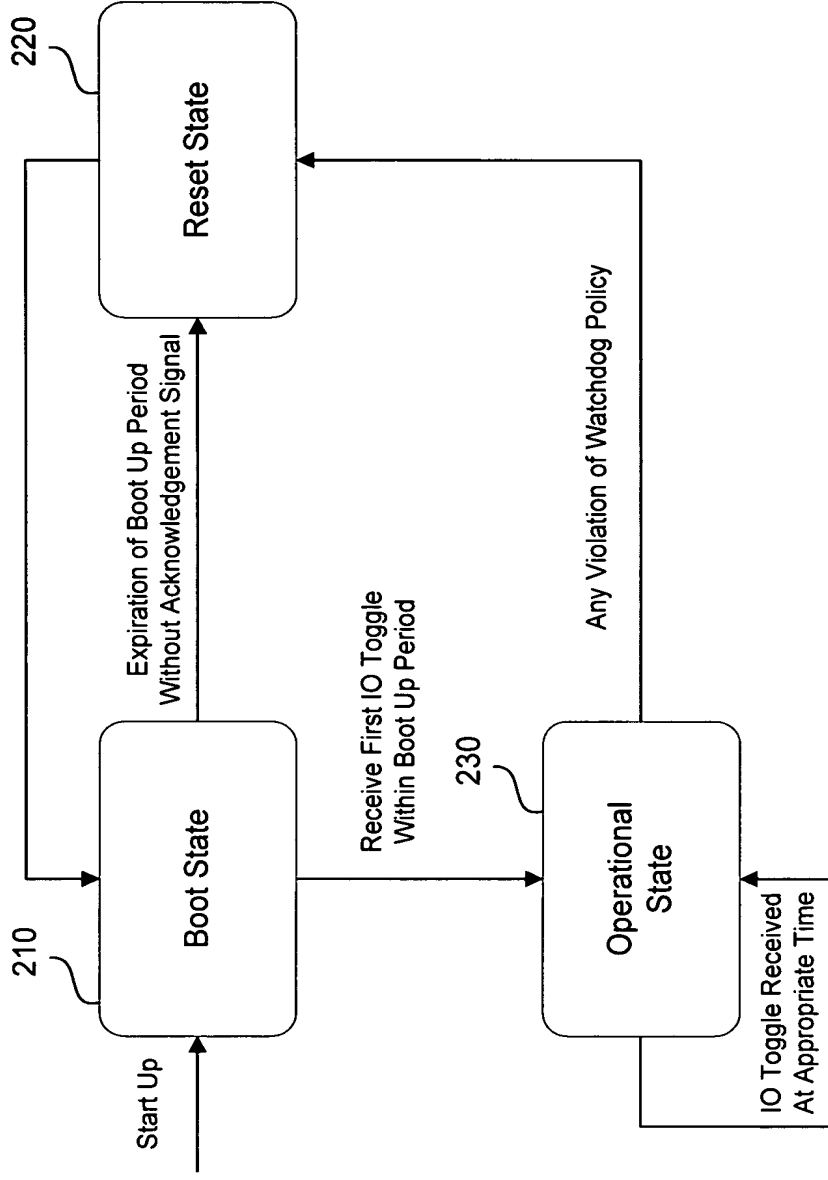 210
220
Start Up
Boot State
Expiration of Boot Up Period
Without Acknowledgement Signal
Reset State
Receive First IO Toggle
Within Boot Up Period
230
Operational
State
Any Violation of Watchdog Policy
IO Toggle Received
At Appropriate Time